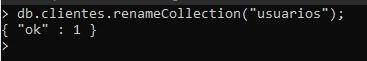 > db.clientes.renameCollection("usuarios");
{ "ok" : 1 }
>